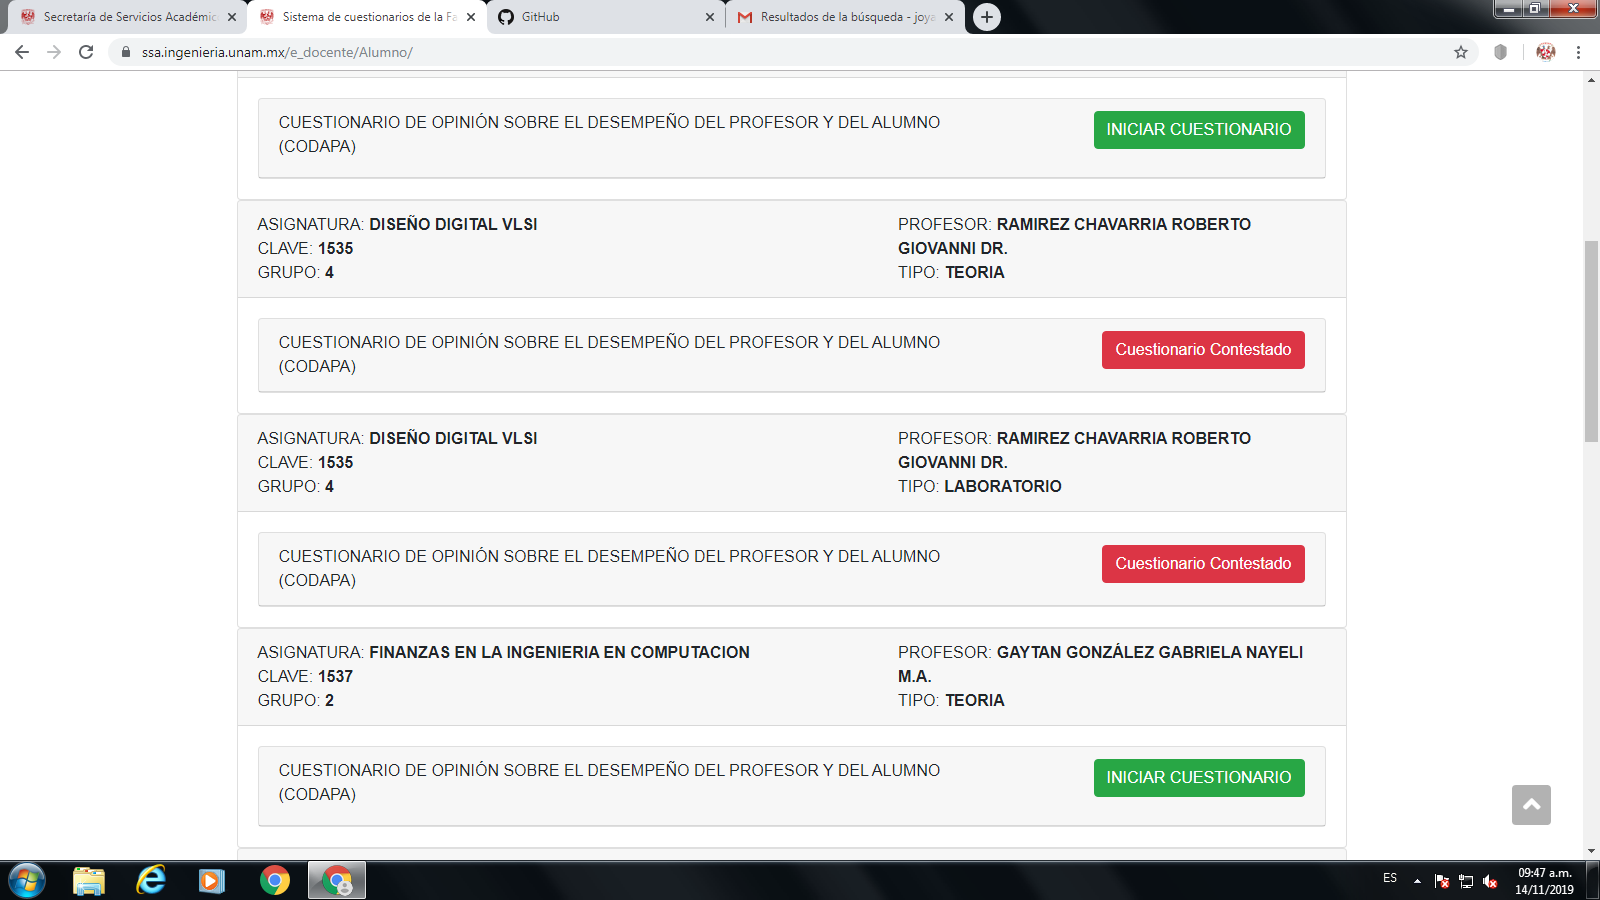 Secretaría de Servicios Académic
Sistema de cuestionarios de la Fa
GitHub
Resultados de la búsqueda - joya
ssa.ingenieria.unam.mx/e_docente/Alumno/
CUESTIONARIO DE OPINIÓN SOBRE EL DESEMPEÑO DEL PROFESOR Y DEL ALUMNO
(CODAPA)
INICIAR CUESTIONARIO
ASIGNATURA: DISEÑO DIGITAL VLSI
CLAVE: 1535
GRUPO: 4
PROFESOR: RAMIREZ CHAVARRIA ROBERTO
GIOVANNI DR.
TIPO: TEORIA
CUESTIONARIO DE OPINIÓN SOBRE EL DESEMPEÑO DEL PROFESOR Y DEL ALUMNO
(CODAPA)
Cuestionario Contestado
ASIGNATURA: DISEÑO DIGITAL VLSI
CLAVE: 1535
GRUPO: 4
PROFESOR: RAMIREZ CHAVARRIA ROBERTO
GIOVANNI DR.
TIPO: LABORATORIO
CUESTIONARIO DE OPINIÓN SOBRE EL DESEMPEÑO DEL PROFESOR Y DEL ALUMNO
(CODAPA)
Cuestionario Contestado
ASIGNATURA: FINANZAS EN LA INGENIERIA EN COMPUTACION
CLAVE: 1537
GRUPO: 2
PROFESOR: GAYTAN GONZÁLEZ GABRIELA NAYELI
M.A.
TIPO: TEORIA
CUESTIONARIO DE OPINIÓN SOBRE EL DESEMPEÑO DEL PROFESOR Y DEL ALUMNO
(CODAPA)
INICIAR CUESTIONARIO
ES
09:47 a.m.
14/11/2019